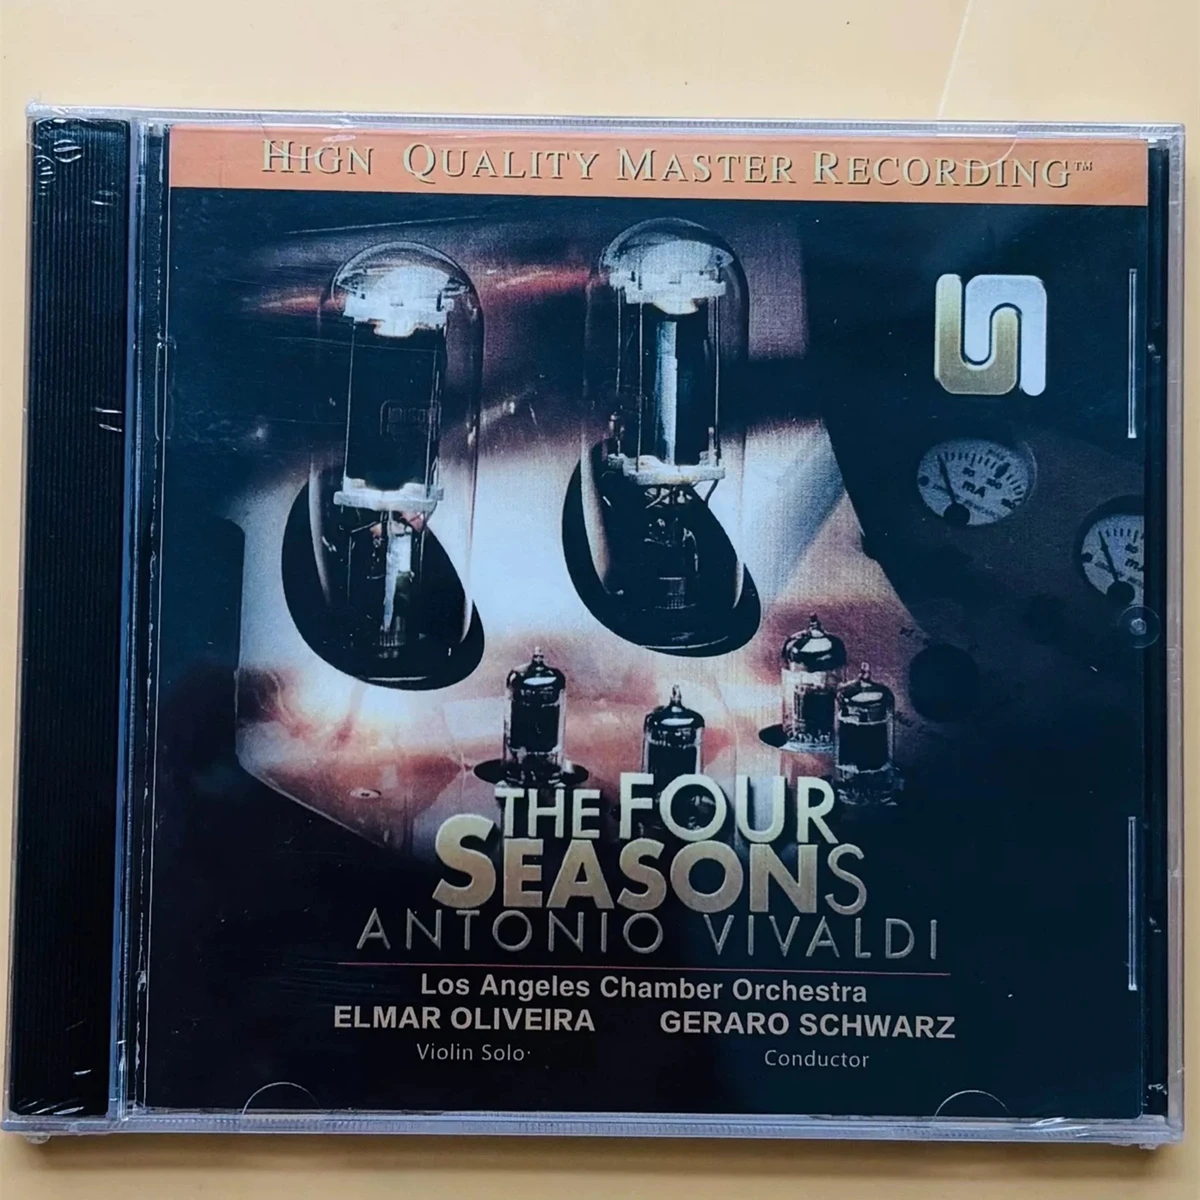 HIGN QUALITY MASTER RECORDING™
mA
THE FOUR
SEASONS
ANTONIO VIVALDI
Los Angeles Chamber Orchestra
ELMAR OLIVEIRA GERARO SCHWARZ
Violin Solo Conductor